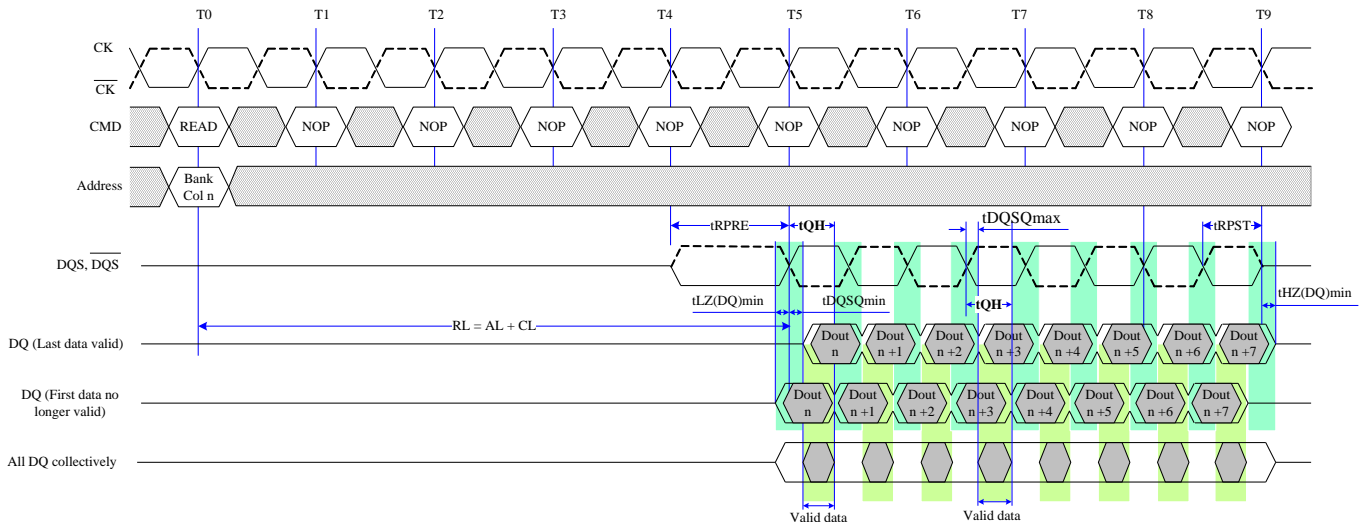 T0 T1 T2 T3 T4 T5 T6 T7 T8 T9
CK
CK
CMD READ NOP NOP NOP NOP NOP NOP NOP NOP NOP
Address Bank
Col n
tRPRE tQH tDQSQmax tRPST
DQS, DQS
tLZ(DQ)min tDQSQmin tQH tHZ(DQ)min
RL = AL + CL
DQ (Last data valid) Dout Dout Dout Dout Dout Dout Dout Dout
n n +1 n +2 n +3 n +4 n +5 n +6 n +7
DQ (First data no
longer valid)
Dout Dout Dout Dout Dout Dout Dout Dout
n n +1 n +2 n +3 n +4 n +5 n +6 n +7
All DQ collectively
Valid data Valid data